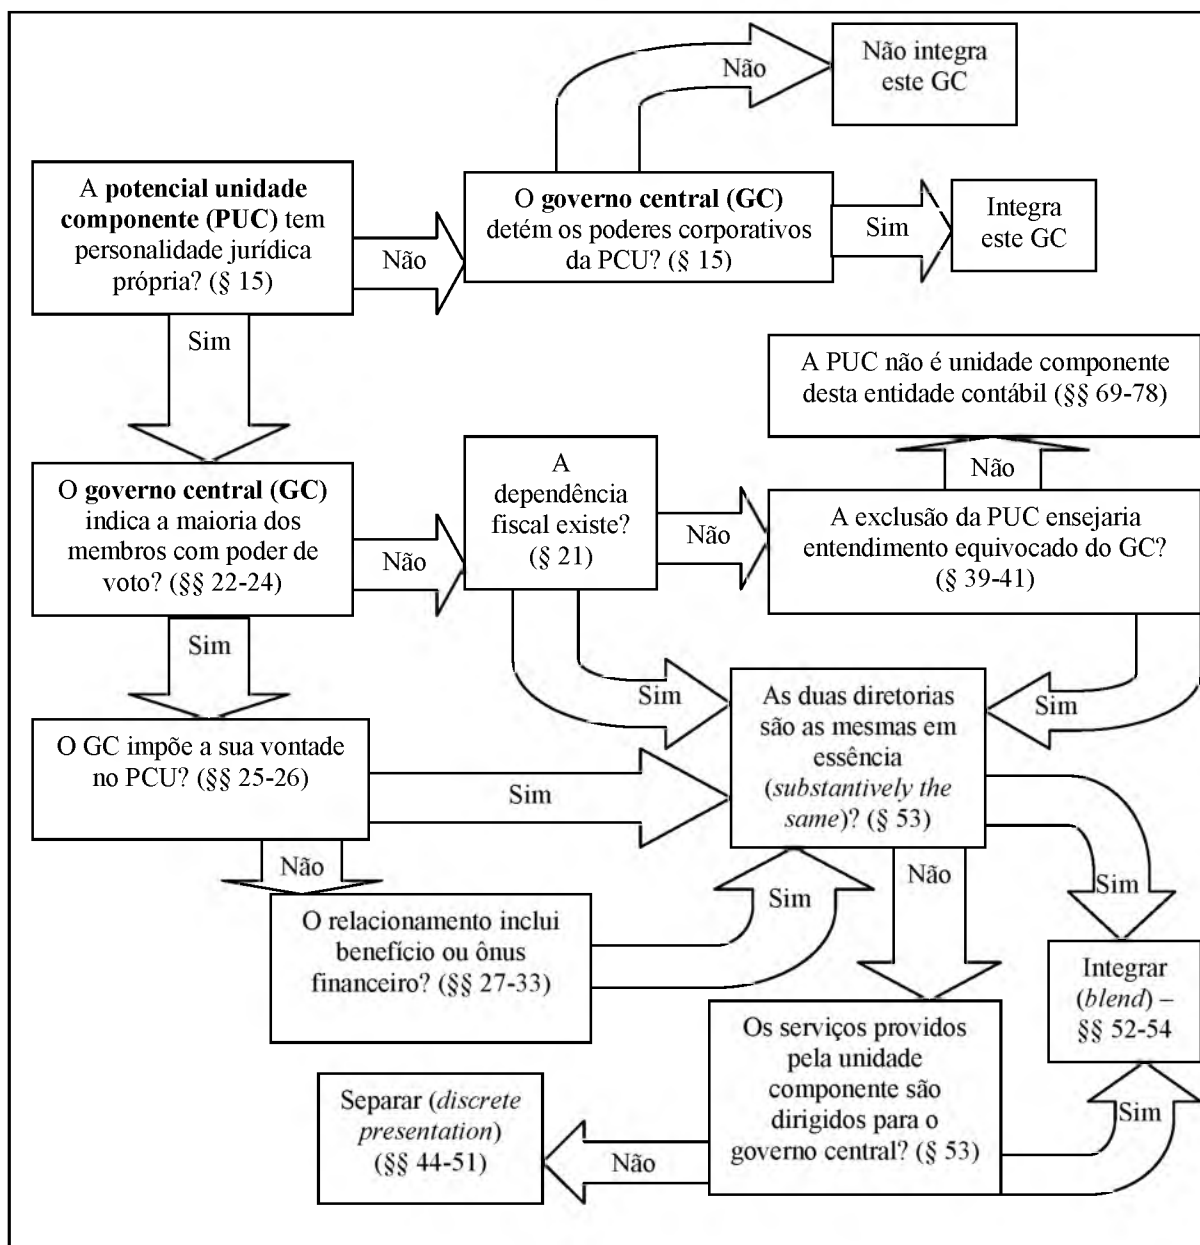 Não
Não integra
este GC
A potencial unidade
componente (PUC) tem
personalidade jurídica
própria? (§ 15)
Não
O governo central (GC)
detém os poderes corporativos
da PCU? (§ 15)
Sim
Integra
este GC
Sim
A PUC não é unidade componente
desta entidade contábil (§§ 69-78)
Não
O governo central (GC)
indica a maioria dos
membros com poder de
voto? (§§ 22-24)
Não
A
dependência
fiscal existe?
(§ 21)
Não
A exclusão da PUC ensejaria
entendimento equivocado do GC?
(§ 39-41)
Sim
Sim
Sim
O GC impõe a sua vontade
no PCU? (§§ 25-26)
Sim
As duas diretorias
são as mesmas em
essência
(substantively the
same)? (§ 53)
Não
Sim
Não
Sim
O relacionamento inclui
benefício ou ônus
financeiro? (§§ 27-33)
Integrar
(blend) –
§§ 52-54
Os serviços providos
pela unidade
componente são
dirigidos para o
governo central? (§ 53)
Sim
Não
Separar (discrete
presentation)
(§§ 44-51)